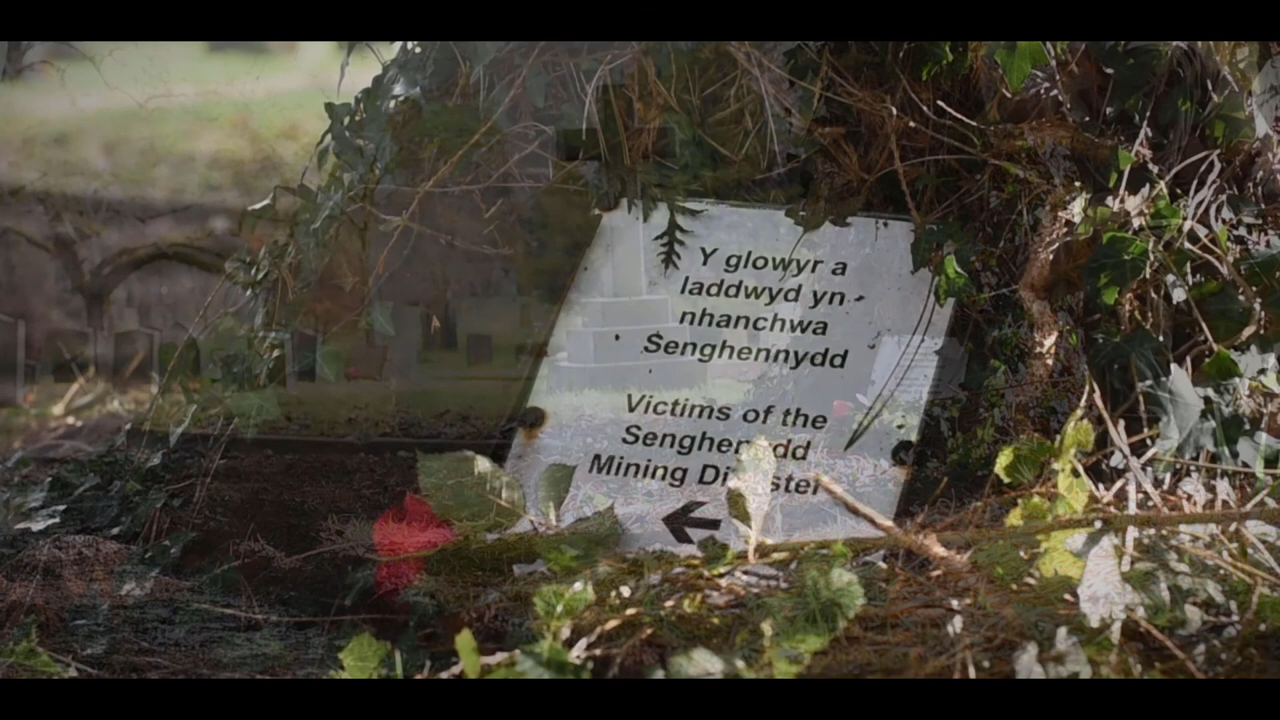 Y glowyr a
laddwyd yn
nhanchwa
Senghennydd
Victims of the
Mining